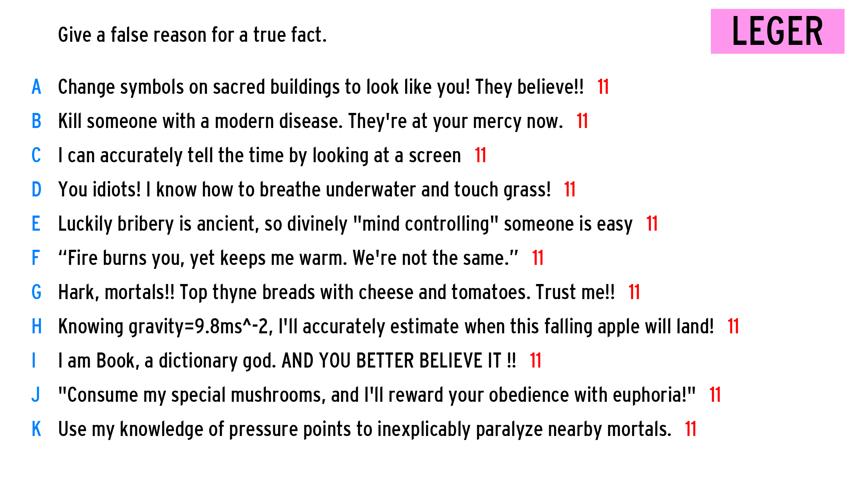 Give a false reason for a true fact.
LEGER
A Change symbols on sacred buildings to look like you! They believe!! 11
B Kill someone with a modern disease. They're at your mercy now. 11
C I can accurately tell the time by looking at a screen 11
D You idiots! I know how to breathe underwater and touch grass! 11
E Luckily bribery is ancient, so divinely "mind controlling" someone is easy 11
F “Fire burns you, yet keeps me warm. We're not the same.” 11
G Hark, mortals!! Top thyne breads with cheese and tomatoes. Trust me!! 11
H Knowing gravity=9.8ms^-2, I'll accurately estimate when this falling apple will land! 11
I I am Book, a dictionary god. AND YOU BETTER BELIEVE IT !! 11
J "Consume my special mushrooms, and I'll reward your obedience with euphoria!" 11
K Use my knowledge of pressure points to inexplicably paralyze nearby mortals. 11